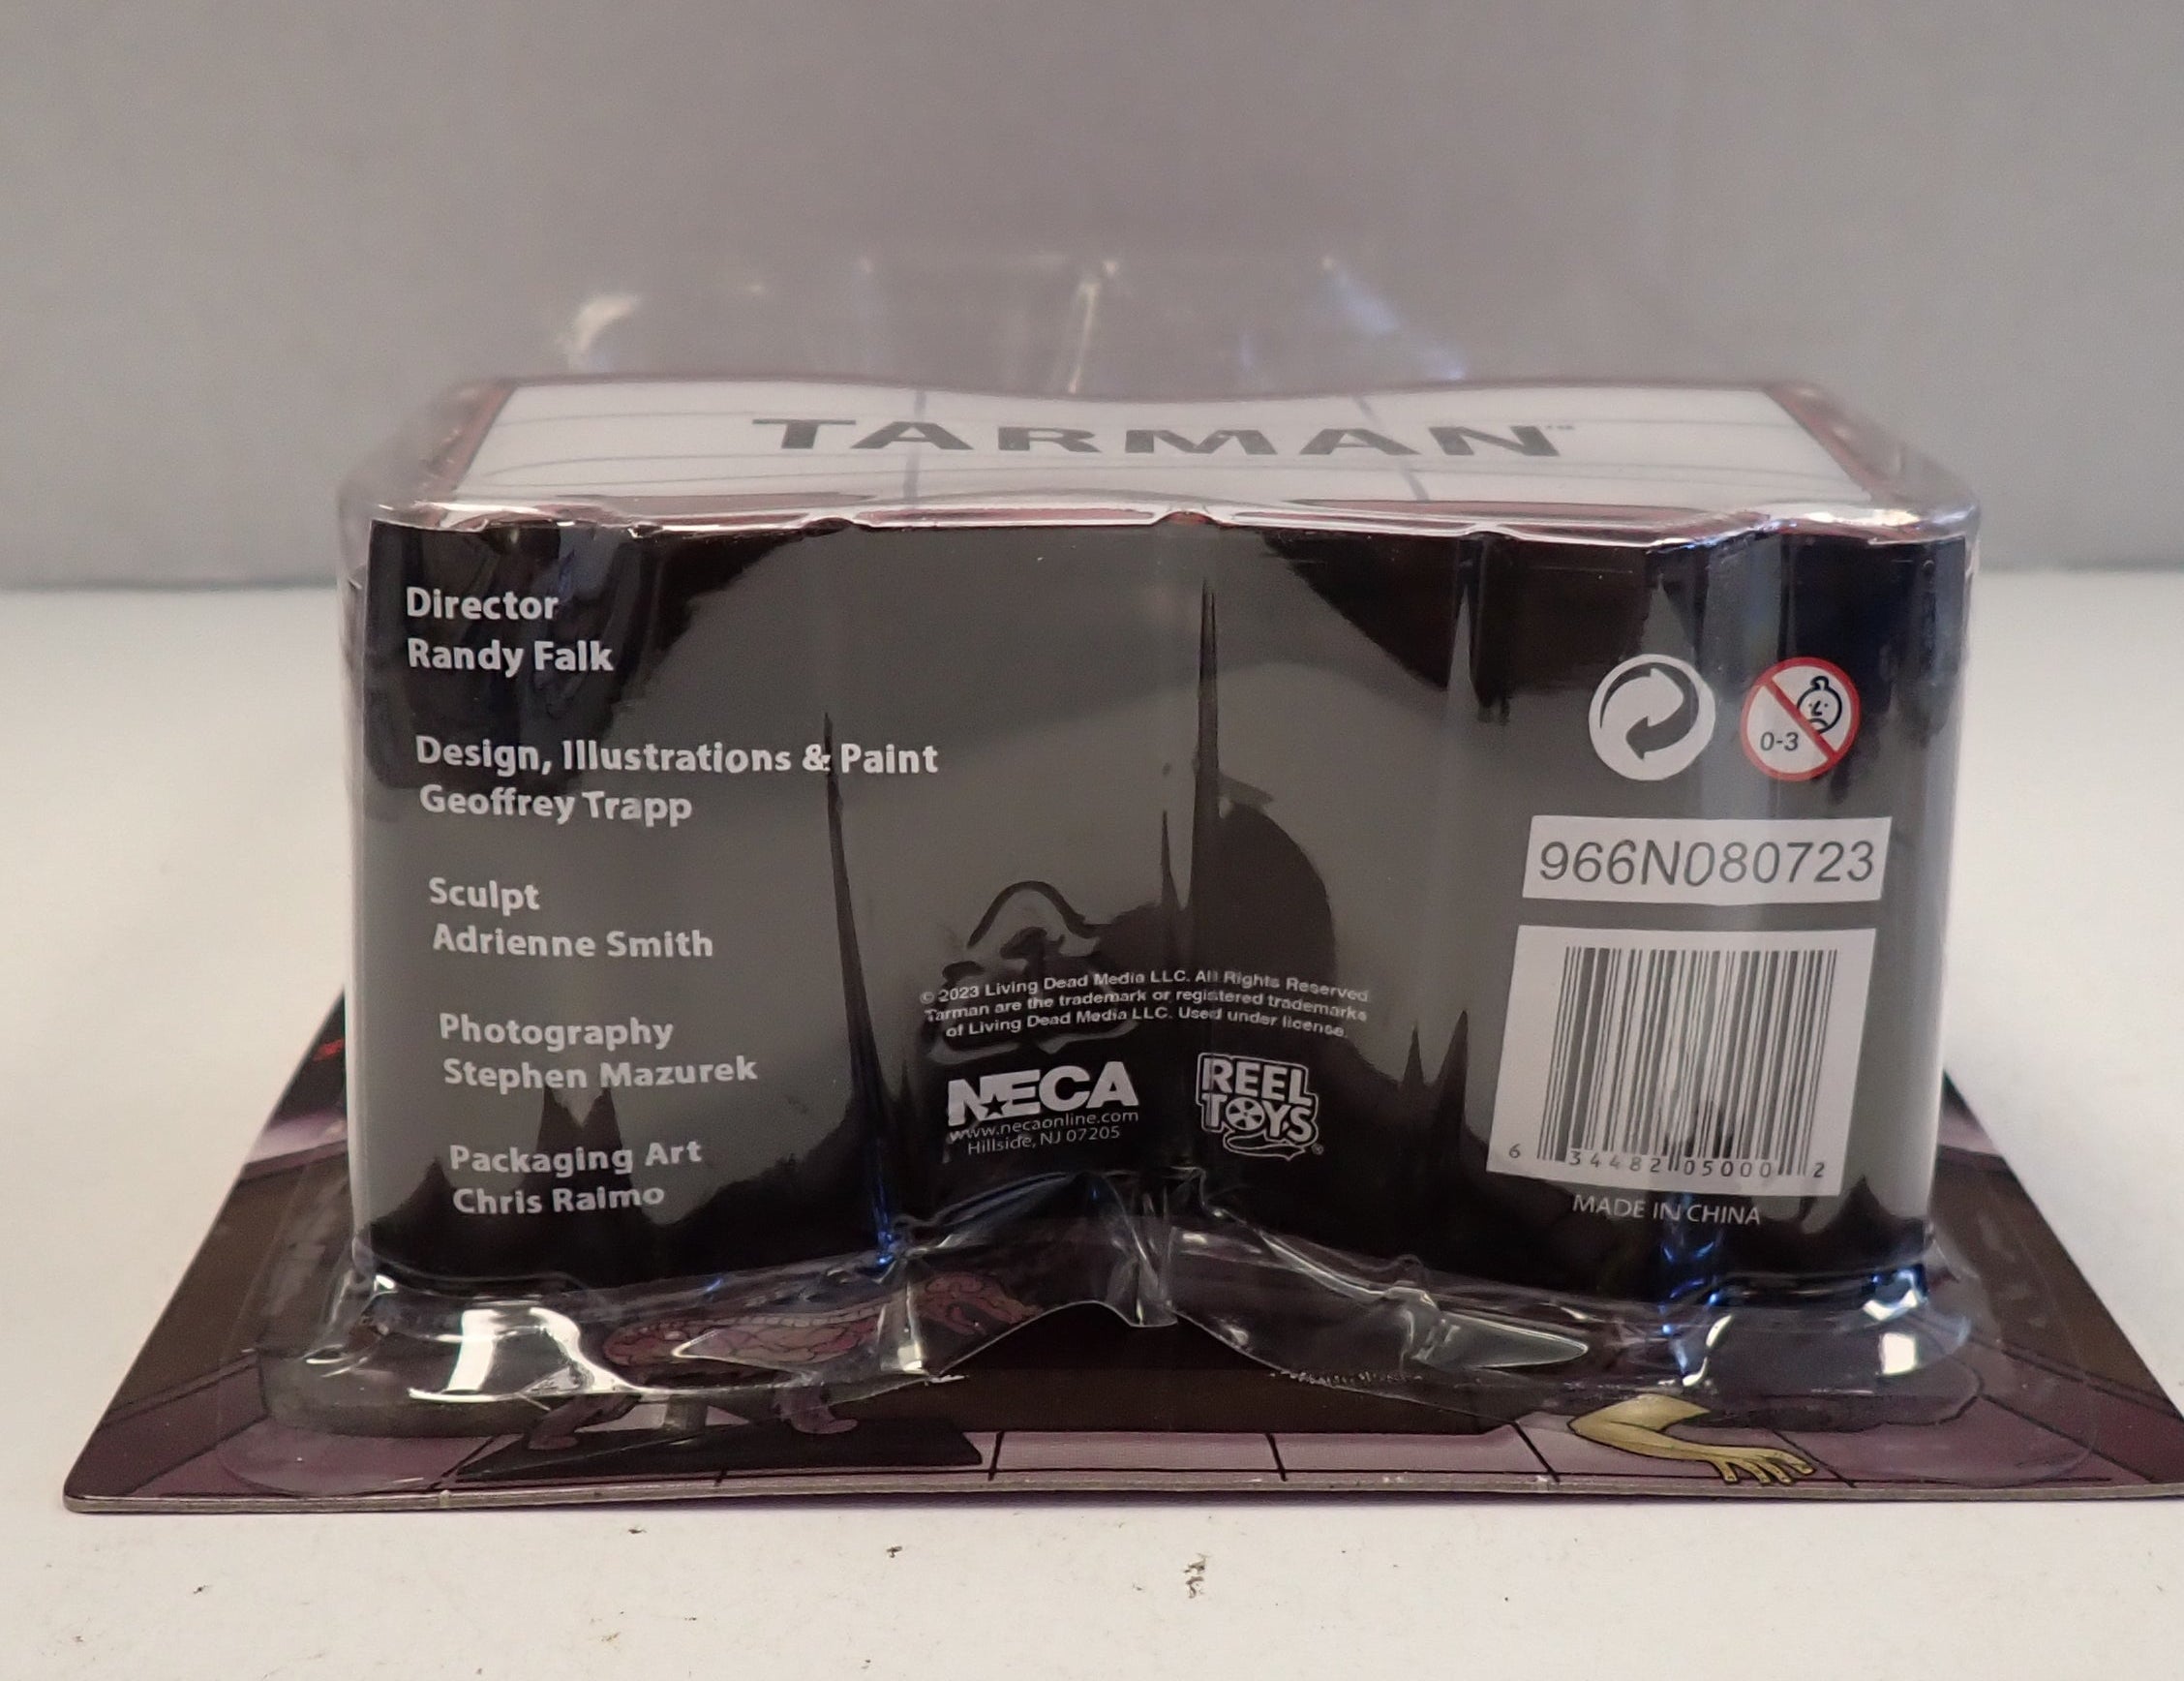 TARMAN™
Director
Randy Falk
Design, Illustrations & Paint
Geoffrey Trapp
Sculpt
Adrienne Smith
Photography
Stephen Mazurek
Packaging Art
Chris Raimo
© 2023 Living Dead Media LLC. All Rights Reserved
Tarman are the trademark or registered trademarks
of Living Dead Media LLC. Used under license.
NECA
www.necaonline.com
Hillside, NJ 07205
REEL
TOYS®
0-3
966N080723
6 34482 05000 2
MADE IN CHINA